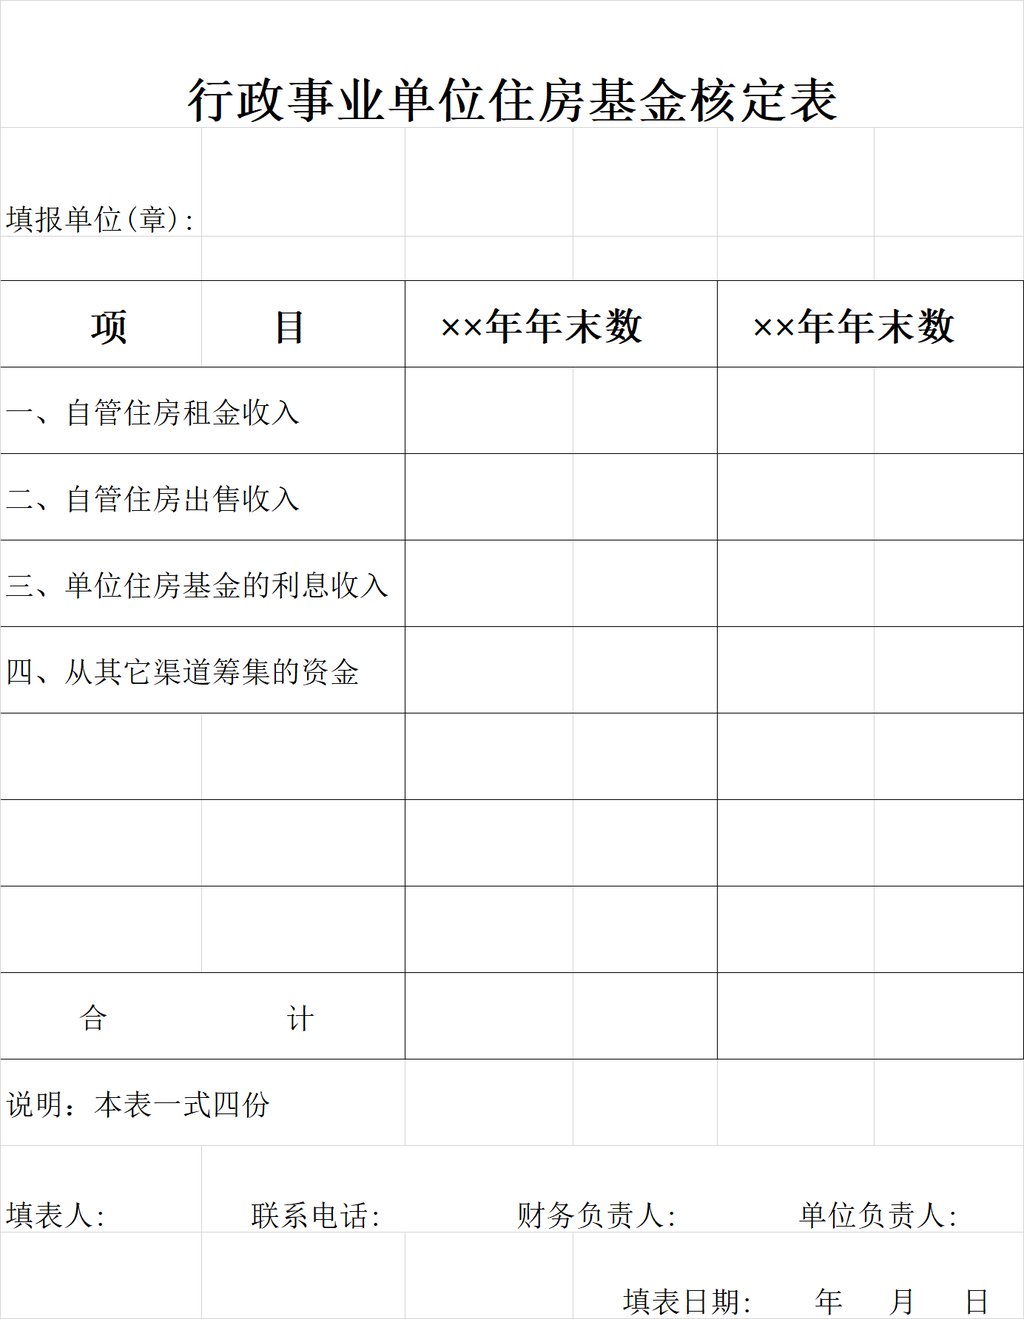 行政事业单位住房基金核定表
填报单位(章):
项 目 ××年年末数 ××年年末数
一、自管住房租金收入
二、自管住房出售收入
三、单位住房基金的利息收入
四、从其它渠道筹集的资金
合 计
说明：本表一式四份
填表人: 联系电话: 财务负责人: 单位负责人:
填表日期: 年 月 日